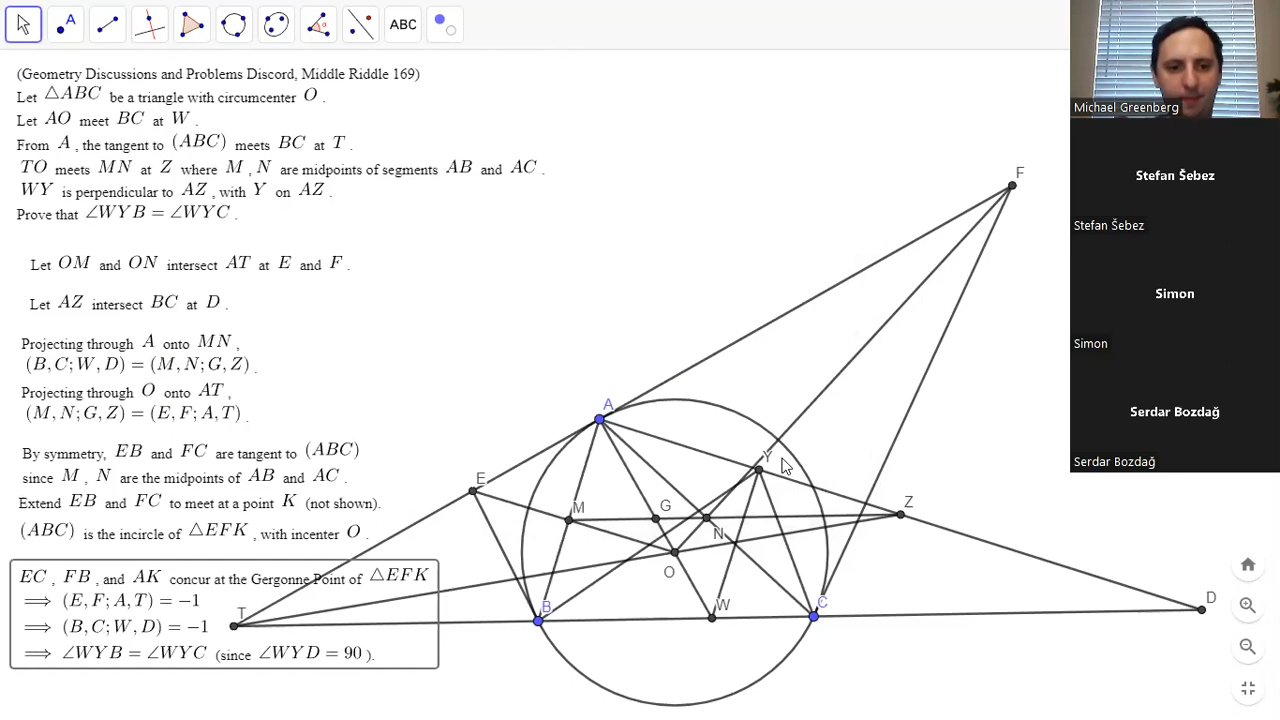 ABC
(Geometry Discussions and Problems Discord, Middle Riddle 169)
Let △ABC be a triangle with circumcenter O .
Let AO meet BC at W .
From A , the tangent to (ABC) meets BC at T .
TO meets MN at Z where M , N are midpoints of segments AB and AC .
WY is perpendicular to AZ , with Y on AZ .
Prove that ∠WYB = ∠WYC .
Let OM and ON intersect AT at E and F .
Let AZ intersect BC at D .
Projecting through A onto MN ,
(B, C; W, D) = (M, N; G, Z) .
Projecting through O onto AT ,
(M, N; G, Z) = (E, F; A, T) .
By symmetry, EB and FC are tangent to (ABC)
since M , N are the midpoints of AB and AC .
Extend EB and FC to meet at a point K (not shown).
(ABC) is the incircle of △EFK , with incenter O .
EC , FB , and AK concur at the Gergonne Point of △EFK
⟹ (E, F; A, T) = −1
⟹ (B, C; W, D) = −1
⟹ ∠WYB = ∠WYC (since ∠WYD = 90 ).
F
A
Y
E
M
G
N
Z
O
T
B
W
C
D
Michael Greenberg
Stefan Šebez
Stefan Šebez
Simon
Simon
Serdar Bozdağ
Serdar Bozdağ